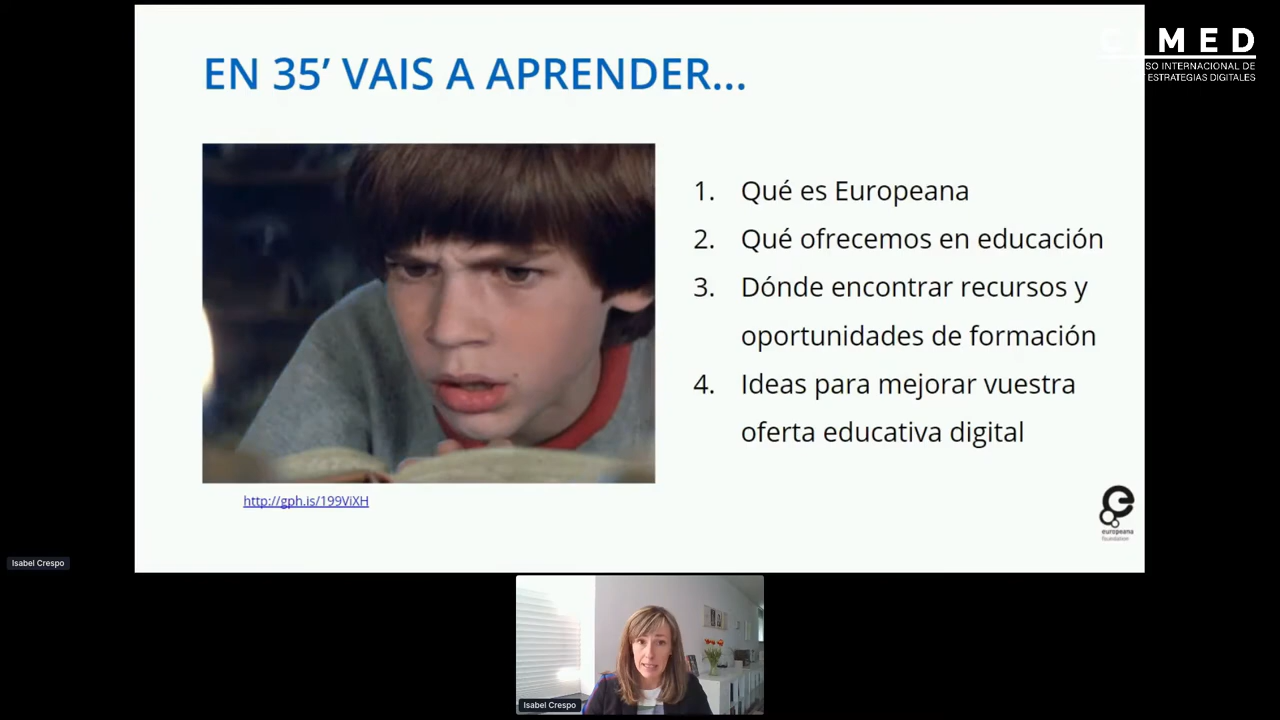 EN 35’ VAIS A APRENDER...
C MED
SO INTERNACIONAL DE
ESTRATEGIAS DIGITALES
1. Qué es Europeana
2. Qué ofrecemos en educación
3. Dónde encontrar recursos y
oportunidades de formación
4. Ideas para mejorar vuestra
oferta educativa digital
http://gph.is/199ViXH
europeana
foundation
Isabel Crespo
Isabel Crespo